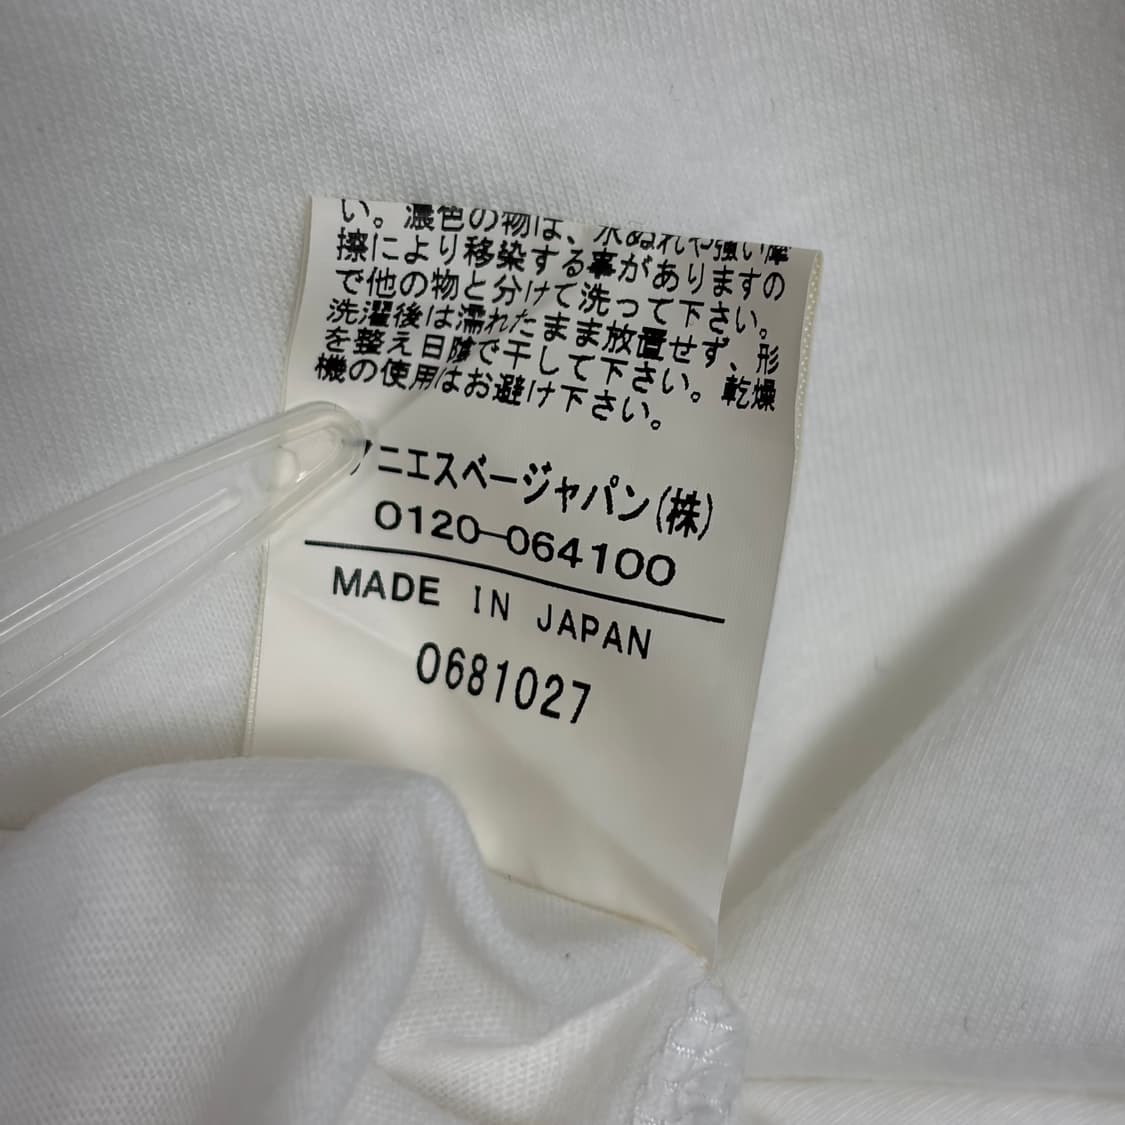 い。濃色の物は、水ぬれや強い摩
擦により移染する事がありますの
で他の物と分けて洗って下さい。
洗濯後は濡れたまま放置せず、形
を整え日陰で干して下さい。乾燥
機の使用はお避け下さい。
アニエスベージャパン(株)
0120-064100
MADE IN JAPAN
0681027